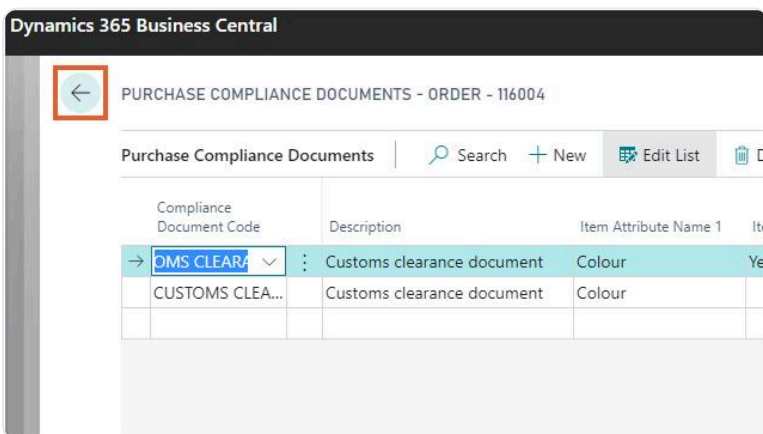 Dynamics 365 Business Central
PURCHASE COMPLIANCE DOCUMENTS - ORDER - 116004
Purchase Compliance Documents Search New Edit List
Compliance
Document Code Description Item Attribute Name 1
OMS CLEARA Customs clearance document Colour
CUSTOMS CLEA... Customs clearance document Colour